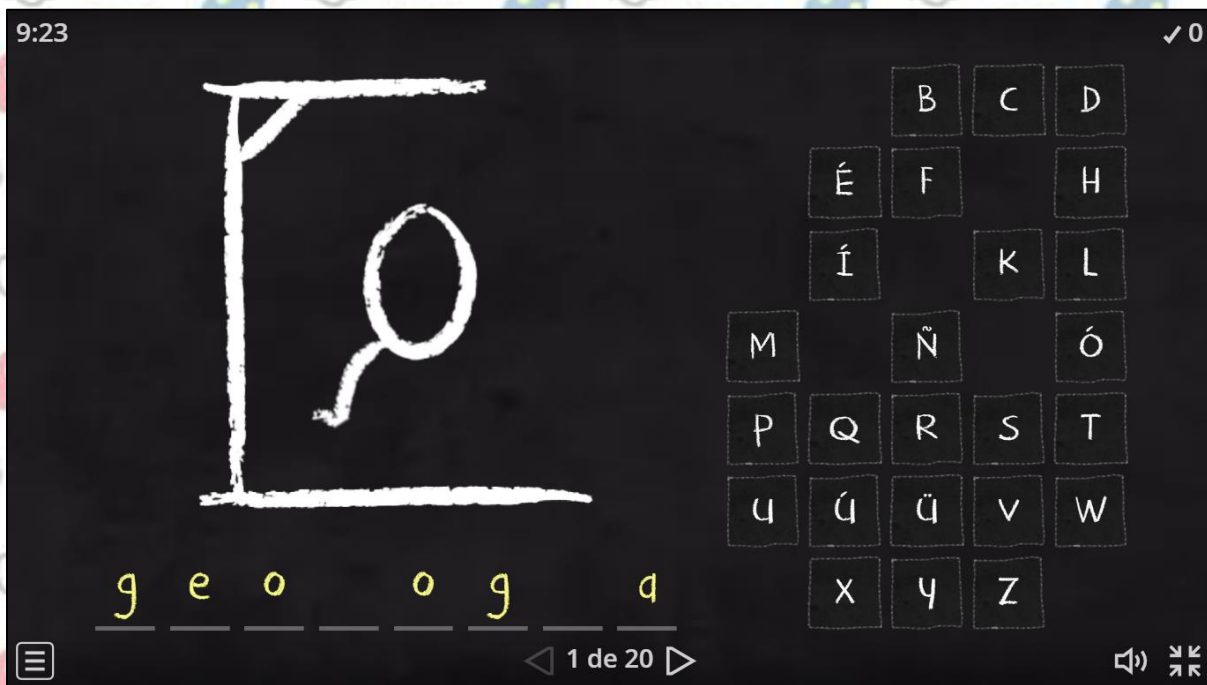 9:23 ✓ 0
B C D
É F H
Í K L
M Ñ Ó
P Q R S T
U Ú Ü V W
X Y Z
g e o _ o g _ a
1 de 20